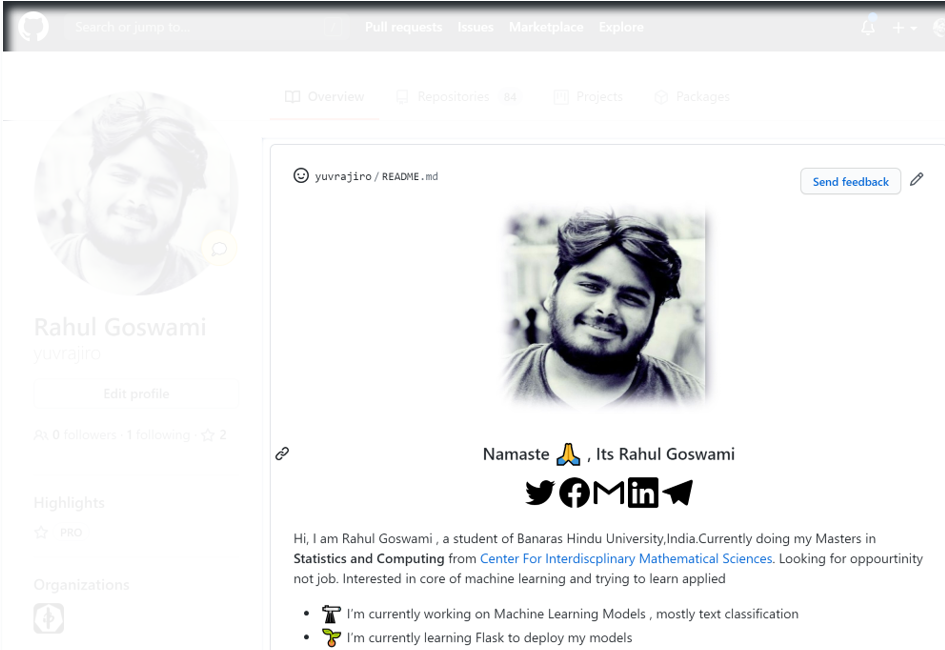 Search or jump to...
/
Pull requests
Issues
Marketplace
Explore
Overview
Repositories 84
Projects
Packages
Rahul Goswami
yuvrajiro
Edit profile
0 followers · 1 following · 2
Highlights
PRO
Organizations
yuvrajiro/README.md
Send feedback
Namaste 🙏 , Its Rahul Goswami
Hi, I am Rahul Goswami , a student of Banaras Hindu University,India.Currently doing my Masters in
Statistics and Computing from Center For Interdiscplinary Mathematical Sciences. Looking for oppourtinity
not job. Interested in core of machine learning and trying to learn applied
• I'm currently working on Machine Learning Models , mostly text classification
• I'm currently learning Flask to deploy my models